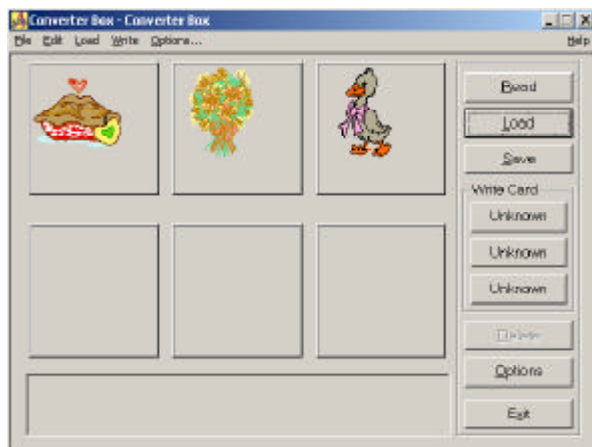 Converter Box - Converter Box
File Edit Load Write Options... Help
Read
Load
Save
Write Card
Unknown
Unknown
Unknown
Delete
Options
Exit